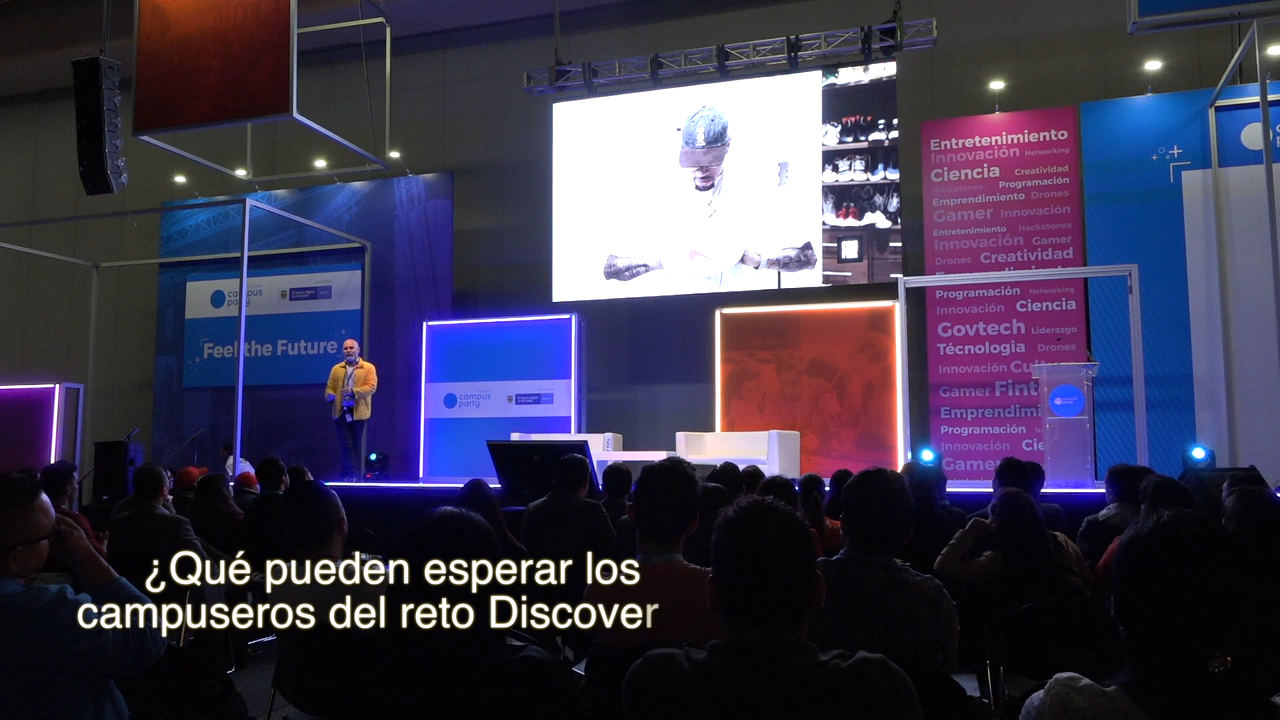 Entretenimiento
Innovación Networking
Ciencia Creatividad
Hackatones Programación
Emprendimiento Drones
Gamer Innovación
Entretenimiento Hackatones
Innovación Gamer
Drones Creatividad
Programación Networking
Innovación Ciencia
Govtech Liderazgo
Técnologia Drones
Innovación
Gamer
Programación
Innovación
Gamer
campus
party
Feel the Future
campus
party
¿Qué pueden esperar los
campuseros del reto Discover